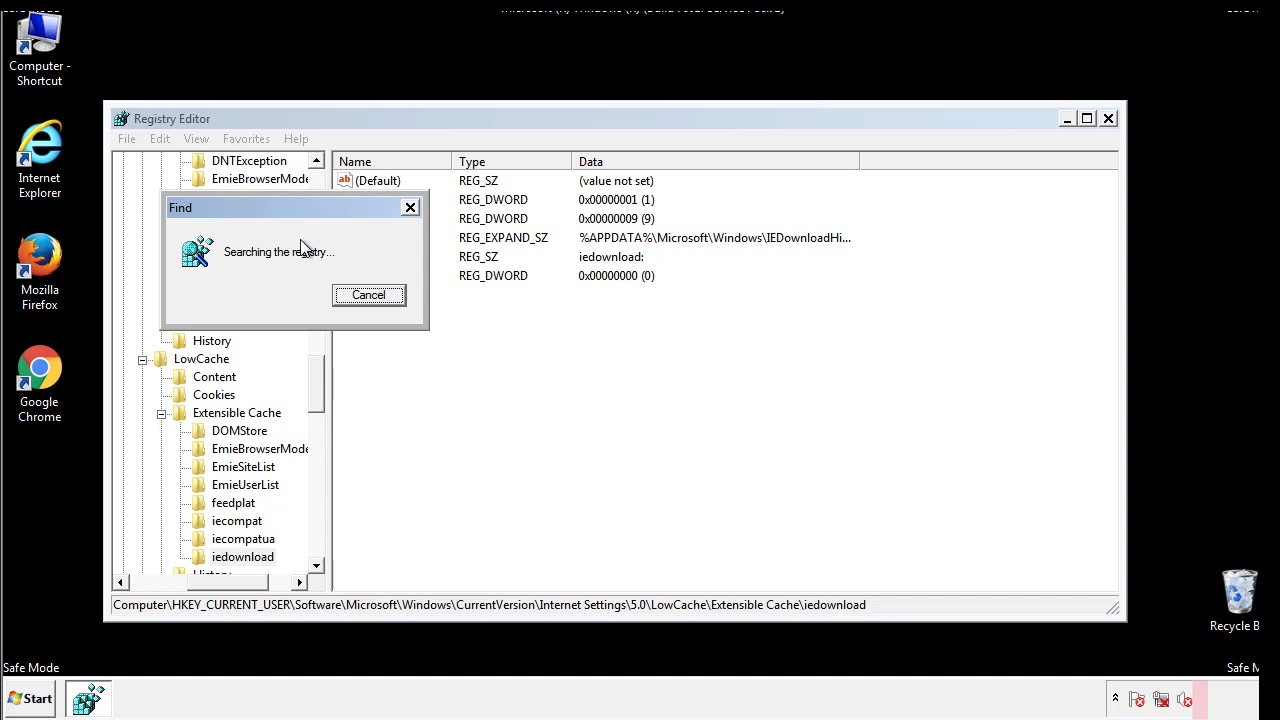 Computer -
Shortcut
Internet
Explorer
Mozilla
Firefox
Google
Chrome
Registry Editor
File Edit View Favorites Help
DNTException
EmieBrowserMode
Find
Searching the registry...
Cancel
History
LowCache
Content
Cookies
Extensible Cache
DOMStore
EmieBrowserMode
EmieSiteList
EmieUserList
feedplat
iecompat
iecompatua
iedownload
Name Type Data
ab (Default) REG_SZ (value not set)
REG_DWORD 0x00000001 (1)
REG_DWORD 0x00000009 (9)
REG_EXPAND_SZ %APPDATA%\Microsoft\Windows\IEDownloadHi...
REG_SZ iedownload:
REG_DWORD 0x00000000 (0)
Computer\HKEY_CURRENT_USER\Software\Microsoft\Windows\CurrentVersion\Internet Settings\5.0\LowCache\Extensible Cache\iedownload
Recycle B
Safe Mode
Safe M
Start